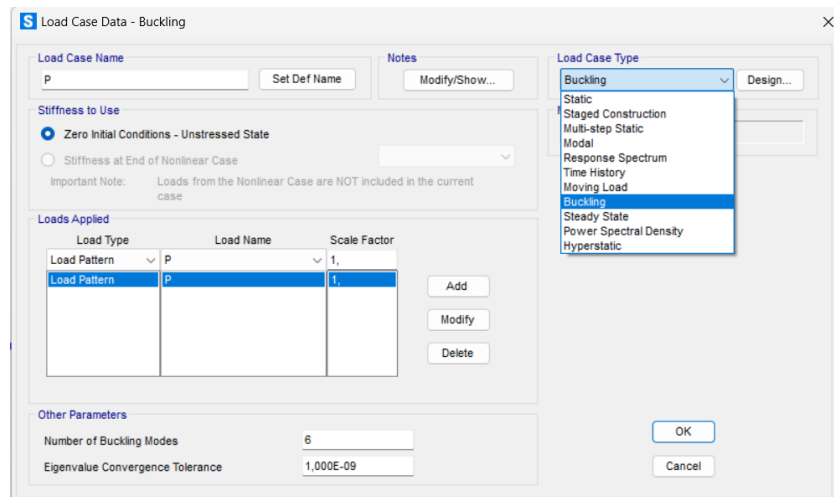 S Load Case Data - Buckling
Load Case Name
P
Set Def Name
Notes
Modify/Show...
Load Case Type
Buckling
Design...
Static
Staged Construction
Multi-step Static
Modal
Response Spectrum
Time History
Moving Load
Buckling
Steady State
Power Spectral Density
Hyperstatic
Stiffness to Use
Zero Initial Conditions - Unstressed State
Stiffness at End of Nonlinear Case
Important Note: Loads from the Nonlinear Case are NOT included in the current
case
Loads Applied
Load Type Load Name Scale Factor
Load Pattern P 1,
Load Pattern P 1,
Add
Modify
Delete
Other Parameters
Number of Buckling Modes 6
Eigenvalue Convergence Tolerance 1,000E-09
OK
Cancel